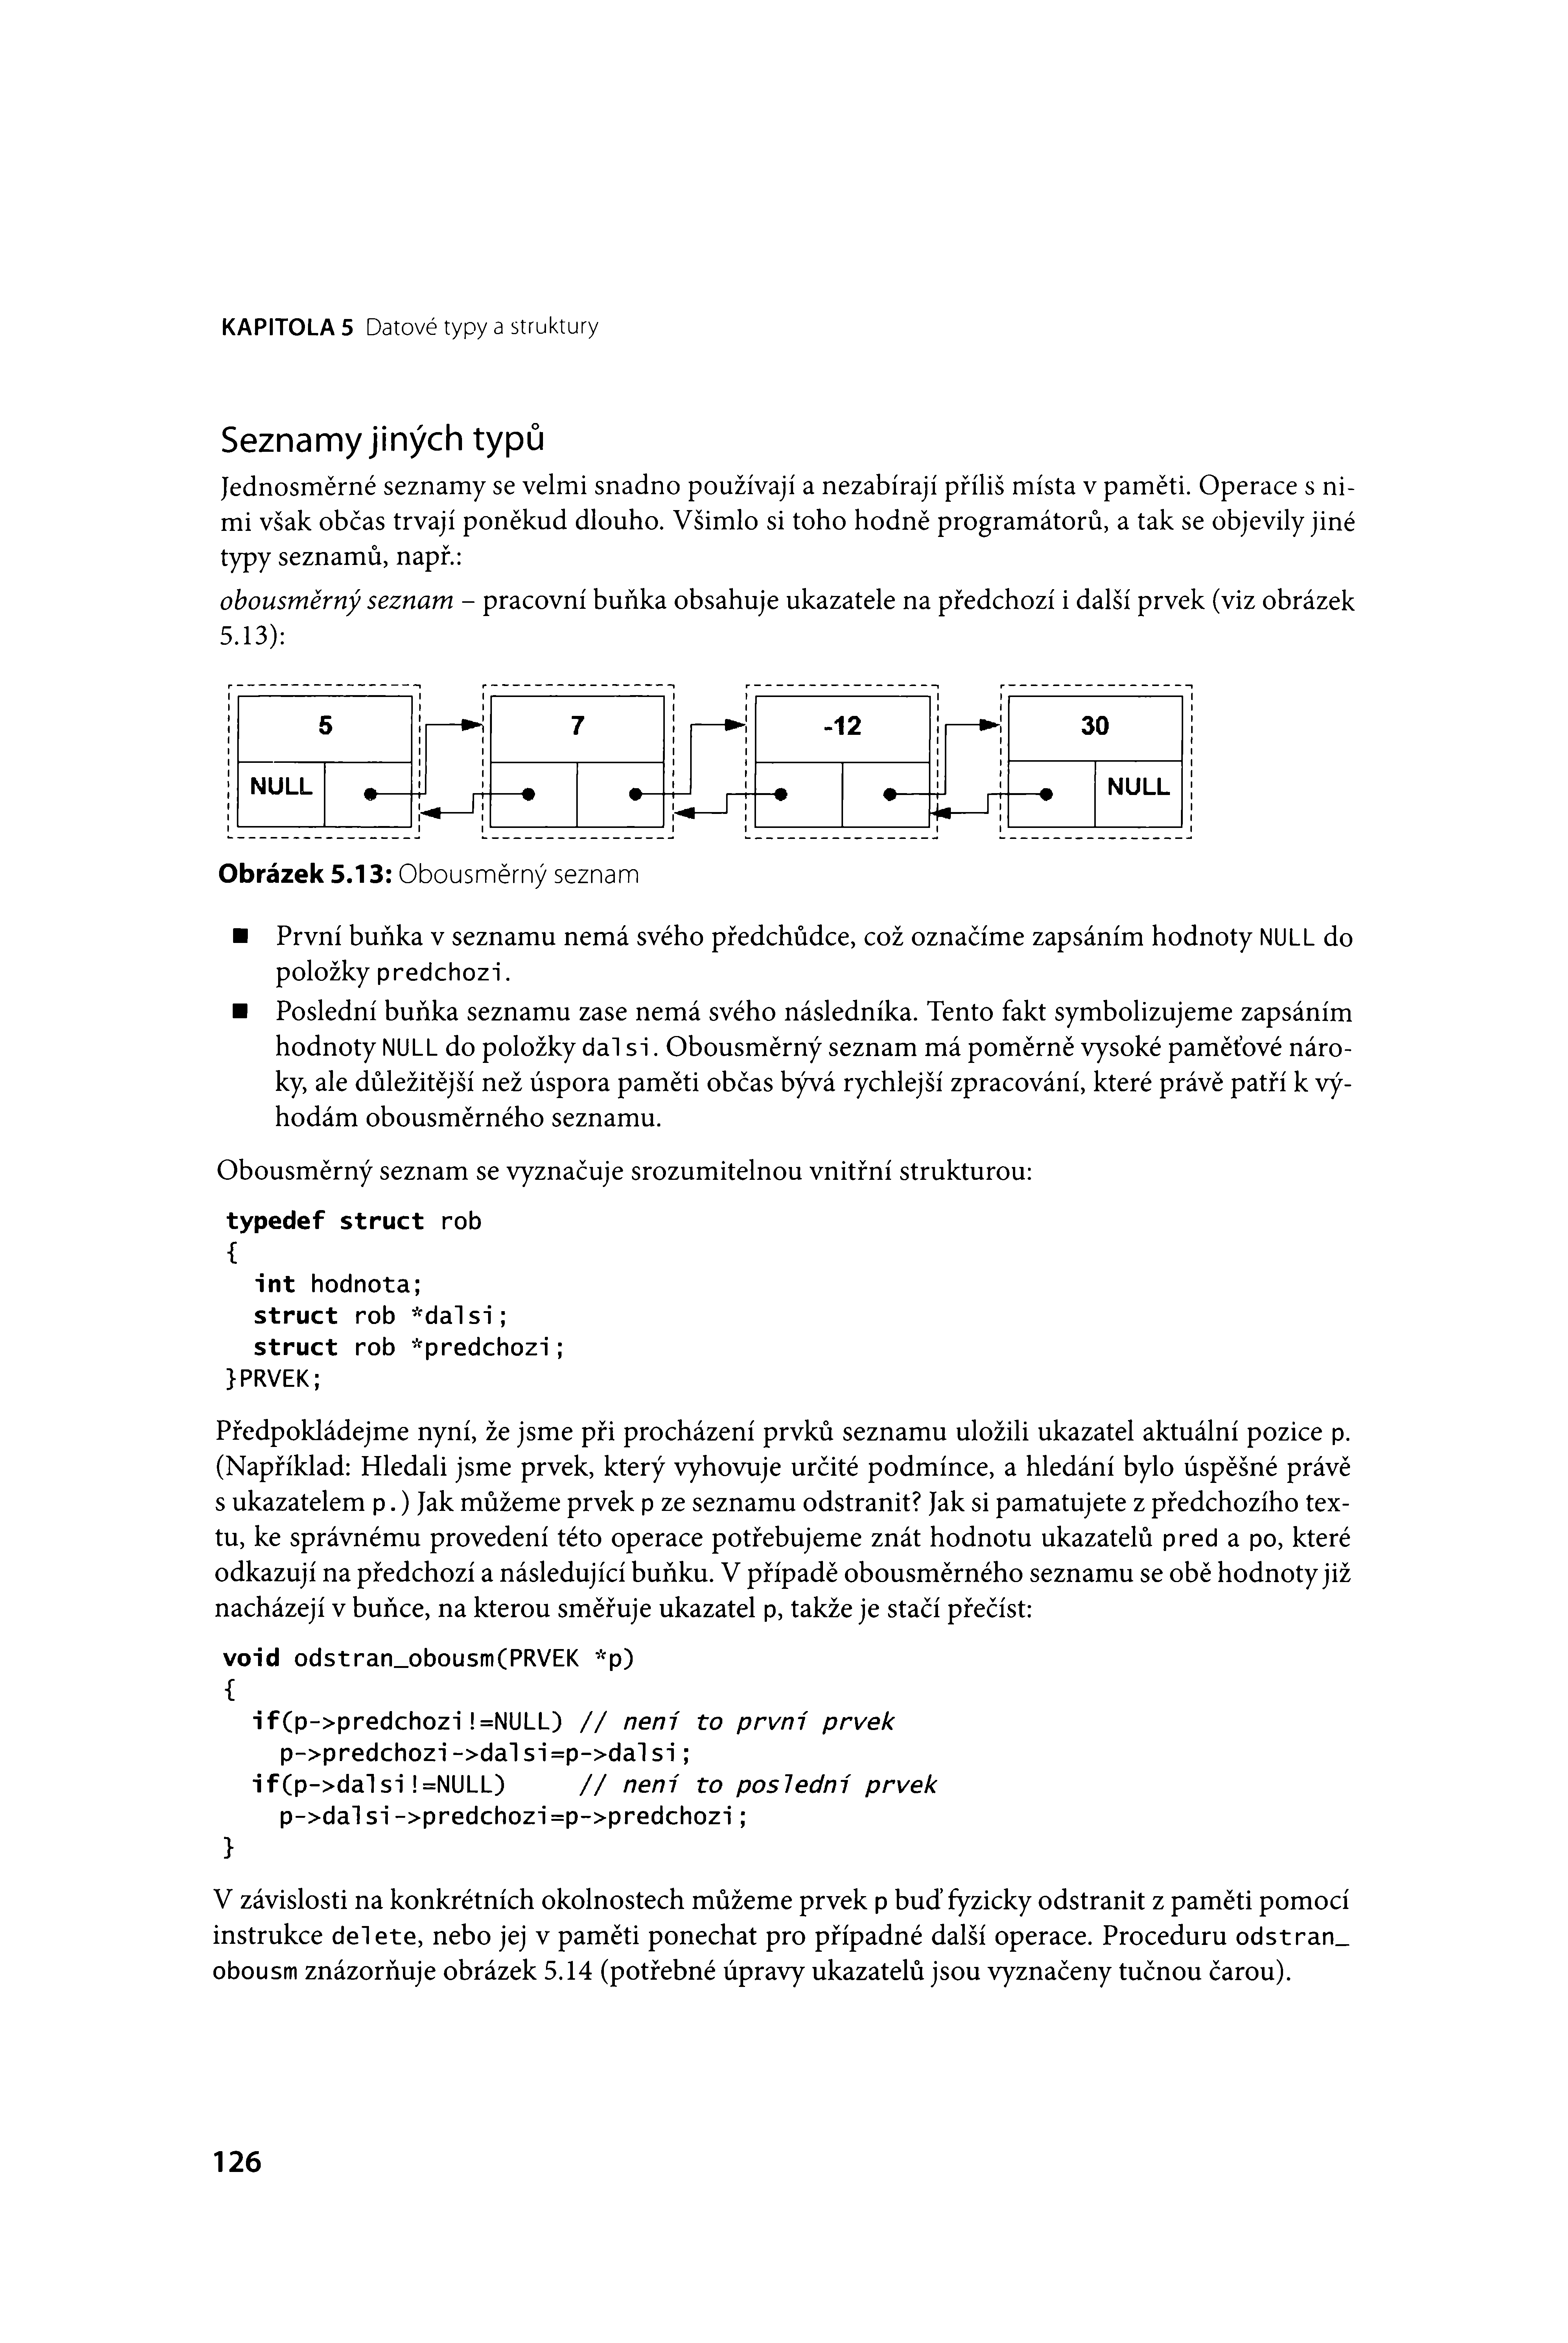 KAPITOLA 5 Datové typy a struktury
Seznamy jiných typů
Jednosměrné seznamy se velmi snadno používají a nezabírají příliš místa v paměti. Operace s ni-
mi však občas trvají poněkud dlouho. Všimlo si toho hodně programátorů, a tak se objevily jiné
typy seznamů, např.:
obousměrný seznam – pracovní buňka obsahuje ukazatele na předchozí i další prvek (viz obrázek
5.13):
5 7 -12 30
NULL NULL
Obrázek 5.13: Obousměrný seznam
■ První buňka v seznamu nemá svého předchůdce, což označíme zapsáním hodnoty NULL do
položky predchozi.
■ Poslední buňka seznamu zase nemá svého následníka. Tento fakt symbolizujeme zapsáním
hodnoty NULL do položky dalsi. Obousměrný seznam má poměrně vysoké paměťové náro-
ky, ale důležitější než úspora paměti občas bývá rychlejší zpracování, které právě patří k vý-
hodám obousměrného seznamu.
Obousměrný seznam se vyznačuje srozumitelnou vnitřní strukturou:
typedef struct rob
{
int hodnota;
struct rob *dalsi;
struct rob *predchozi;
}PRVEK;
Předpokládejme nyní, že jsme při procházení prvků seznamu uložili ukazatel aktuální pozice p.
(Například: Hledali jsme prvek, který vyhovuje určité podmínce, a hledání bylo úspěšné právě
s ukazatelem p.) Jak můžeme prvek p ze seznamu odstranit? Jak si pamatujete z předchozího tex-
tu, ke správnému provedení této operace potřebujeme znát hodnotu ukazatelů pred a po, které
odkazují na předchozí a následující buňku. V případě obousměrného seznamu se obě hodnoty již
nacházejí v buňce, na kterou směřuje ukazatel p, takže je stačí přečíst:
void odstran_obousm(PRVEK *p)
{
if(p->predchozi!=NULL) // není to první prvek
p->predchozi->dalsi=p->dalsi;
if(p->dalsi!=NULL) // není to poslední prvek
p->dalsi->predchozi=p->predchozi;
}
V závislosti na konkrétních okolnostech můžeme prvek p buď fyzicky odstranit z paměti pomocí
instrukce delete, nebo jej v paměti ponechat pro případné další operace. Proceduru odstran_
obousm znázorňuje obrázek 5.14 (potřebné úpravy ukazatelů jsou vyznačeny tučnou čarou).
126